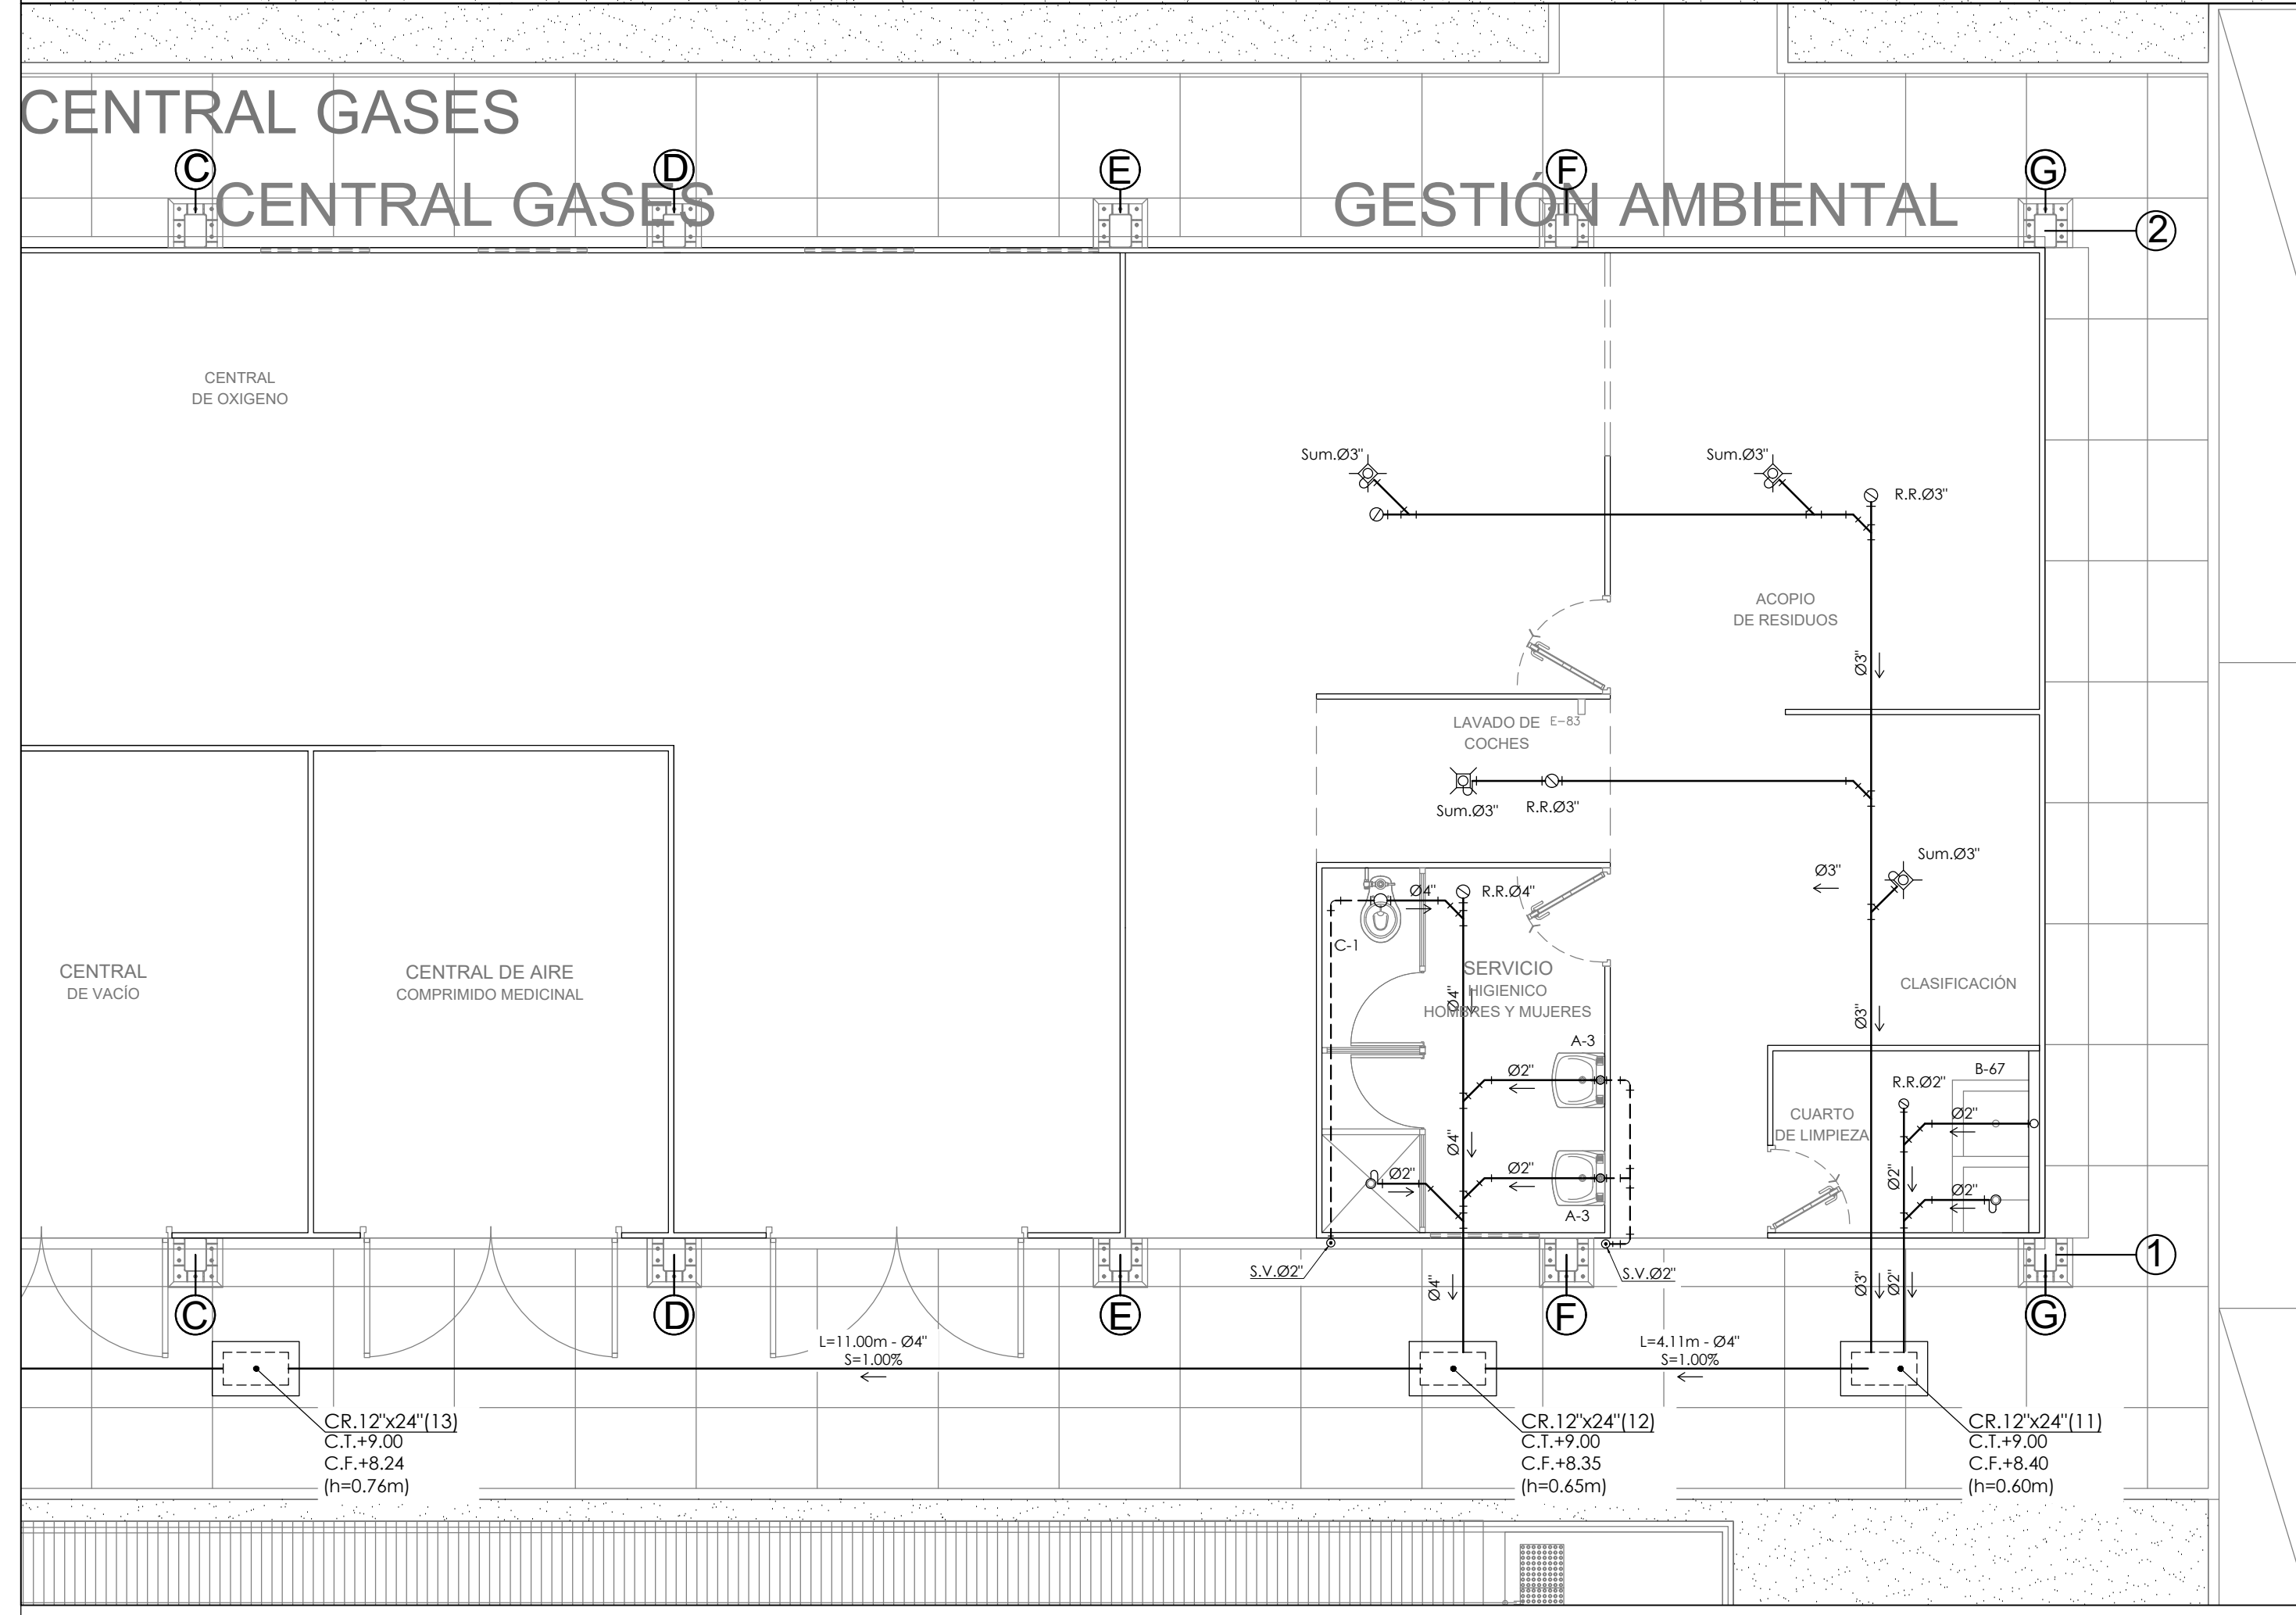 CENTRAL GASES
C
D
E
F
G
CENTRAL GASES
GESTIÓN AMBIENTAL
2
CENTRAL
DE OXIGENO
Sum.Ø3"
Sum.Ø3"
R.R.Ø3"
ACOPIO
DE RESIDUOS
Ø3"
LAVADO DE
COCHES
E-83
Sum.Ø3"
R.R.Ø3"
Sum.Ø3"
Ø3"
Ø4"
R.R.Ø4"
C-1
CENTRAL
DE VACÍO
CENTRAL DE AIRE
COMPRIMIDO MEDICINAL
SERVICIO
HIGIENICO
HOMBRES Y MUJERES
Ø4"
CLASIFICACIÓN
Ø3"
A-3
Ø2"
B-67
R.R.Ø2"
Ø2"
CUARTO
DE LIMPIEZA
Ø4"
Ø2"
Ø2"
Ø2"
Ø2"
A-3
S.V.Ø2"
S.V.Ø2"
1
Ø4"
Ø3"
Ø2"
C
D
E
F
G
L=11.00m - Ø4"
S=1.00%
L=4.11m - Ø4"
S=1.00%
CR.12"x24"(13)
C.T.+9.00
C.F.+8.24
(h=0.76m)
CR.12"x24"(12)
C.T.+9.00
C.F.+8.35
(h=0.65m)
CR.12"x24"(11)
C.T.+9.00
C.F.+8.40
(h=0.60m)